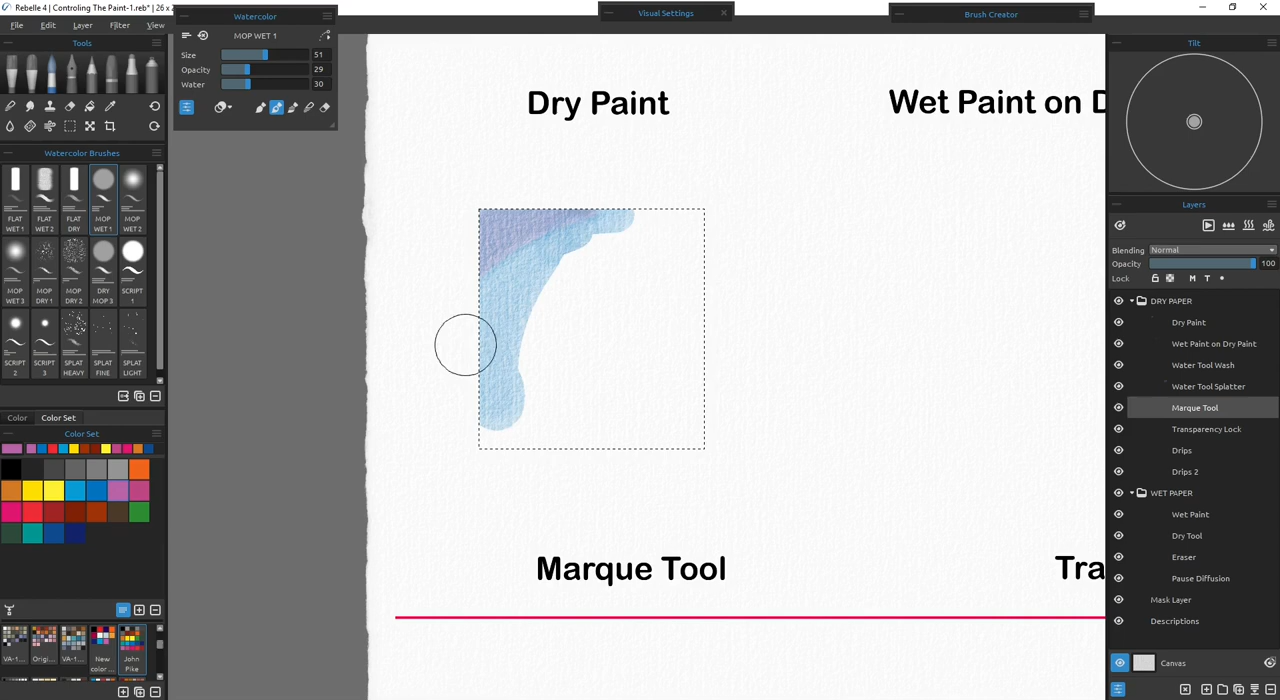 Rebelle 4 | Controling The Paint-1.reb* | 26 x 2
File Edit Layer Filter View
Tools
Watercolor
MOP WET 1
Size 51
Opacity 29
Water 30
Visual Settings
Brush Creator
Tilt
Watercolor Brushes
FLAT WET 1
FLAT WET 2
FLAT DRY
MOP WET 1
MOP WET 2
MOP WET 3
MOP DRY 1
MOP DRY 2
DRY MOP 3
SCRIPT 1
SCRIPT 2
SCRIPT 3
SPLAT HEAVY
SPLAT FINE
SPLAT LIGHT
Color Color Set
Color Set
VA-1...
Origi...
VA-1...
New color...
John Pike
Dry Paint
Wet Paint on D
Marque Tool
Tra
Layers
Blending Normal
Opacity 100
Lock M T
DRY PAPER
Dry Paint
Wet Paint on Dry Paint
Water Tool Wash
Water Tool Splatter
Marque Tool
Transparency Lock
Drips
Drips 2
WET PAPER
Wet Paint
Dry Tool
Eraser
Pause Diffusion
Mask Layer
Descriptions
Canvas